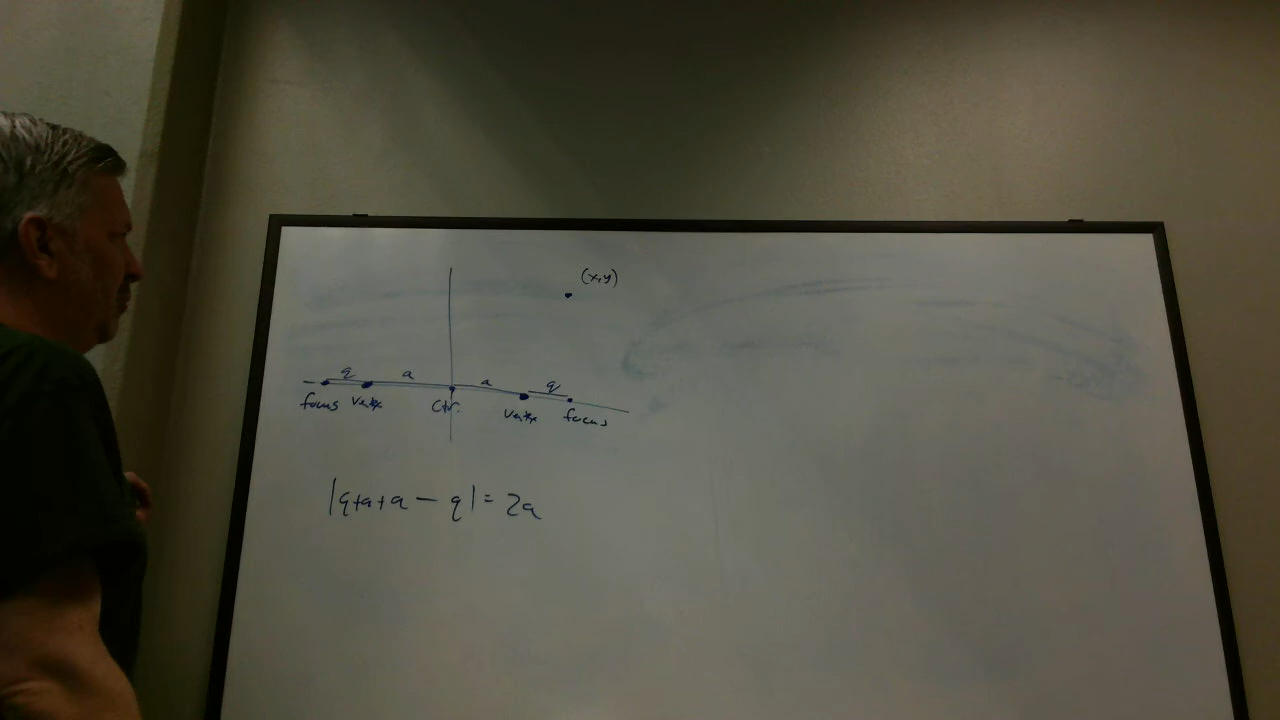 (x,y)
q a a q
focus vertex ctr. vertex focus
|q+a+a - q| = 2a